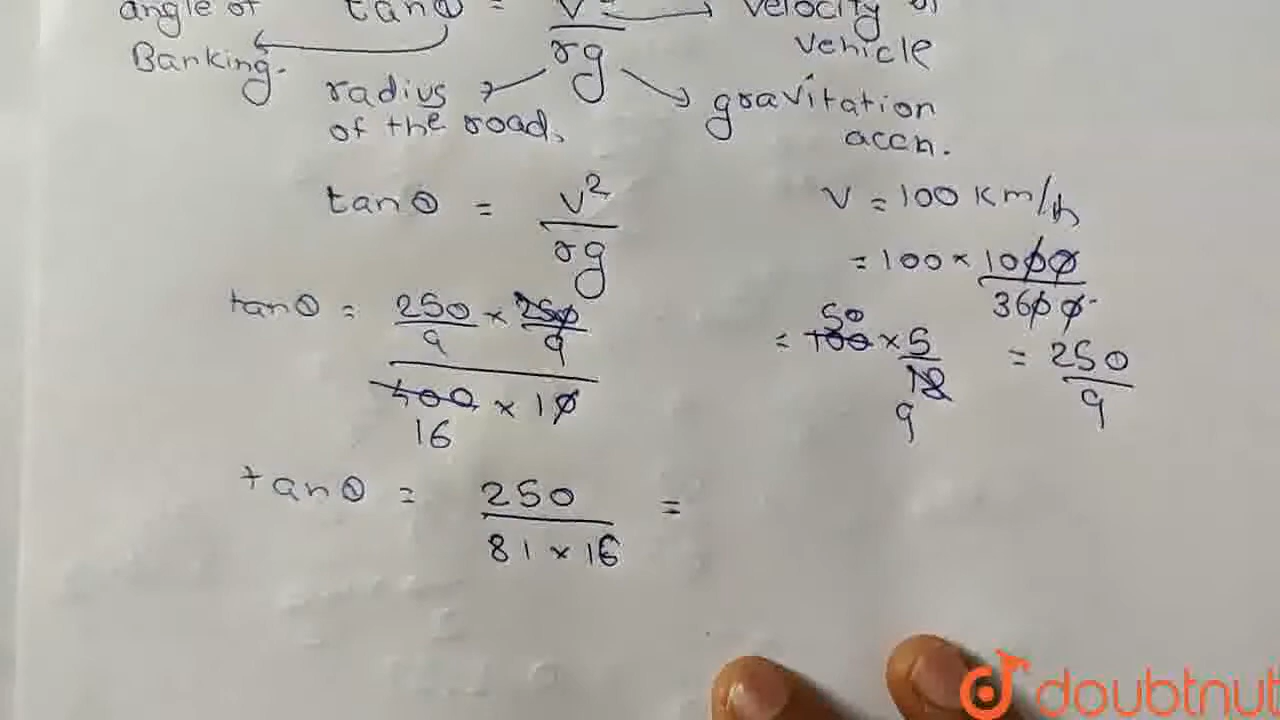 angle of tanθ = v² → velocity of
Banking. rg vehicle
radius gravitation
of the road, accn.
tanθ = v² / rg
V = 100 Km/h
= 100 × 1000 / 3600
tanθ = 250/9 × 250/9
50
= 100 × 5 / 18 = 250 / 9
9
400 × 10
16
tanθ = 250 / 81 × 16 =
doubtnut